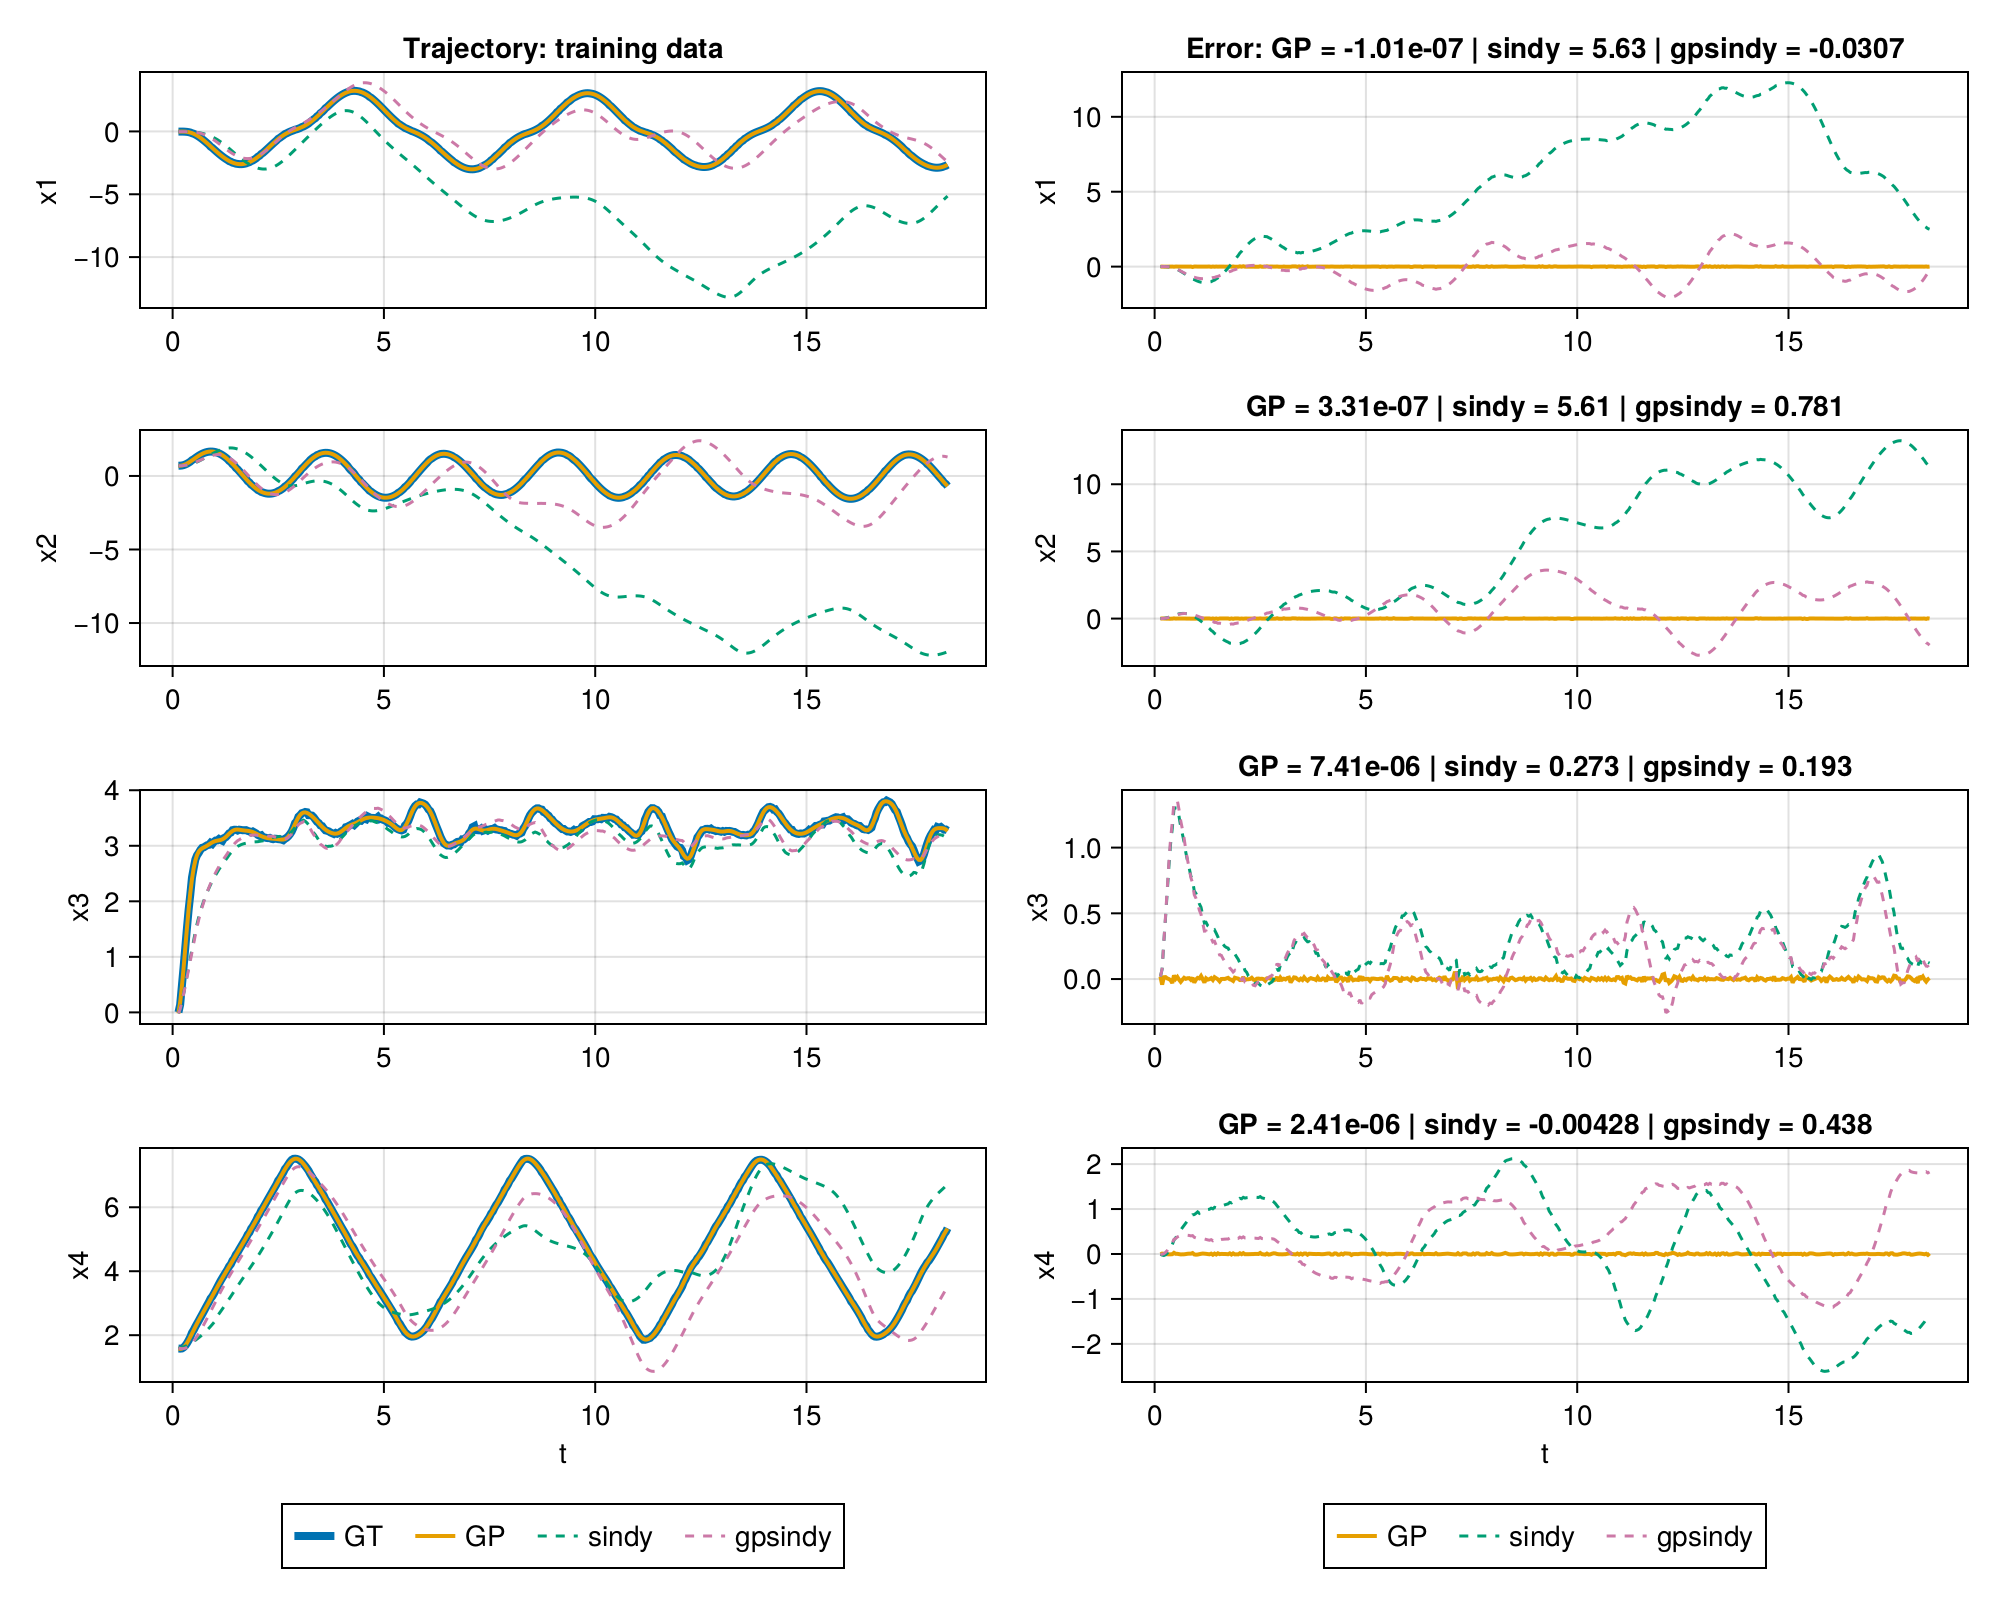 Trajectory: training data
Error: GP = -1.01e-07 | sindy = 5.63 | gpsindy = -0.0307
x1
0
−5
−10
0 5 10 15
x1
10
5
0
0 5 10 15
GP = 3.31e-07 | sindy = 5.61 | gpsindy = 0.781
x2
0
−5
−10
0 5 10 15
x2
10
5
0
0 5 10 15
GP = 7.41e-06 | sindy = 0.273 | gpsindy = 0.193
x3
4
3
2
1
0
0 5 10 15
x3
1.0
0.5
0.0
0 5 10 15
GP = 2.41e-06 | sindy = -0.00428 | gpsindy = 0.438
x4
6
4
2
0 5 10 15
t
x4
2
1
0
−1
−2
0 5 10 15
t
GT GP sindy gpsindy
GP sindy gpsindy